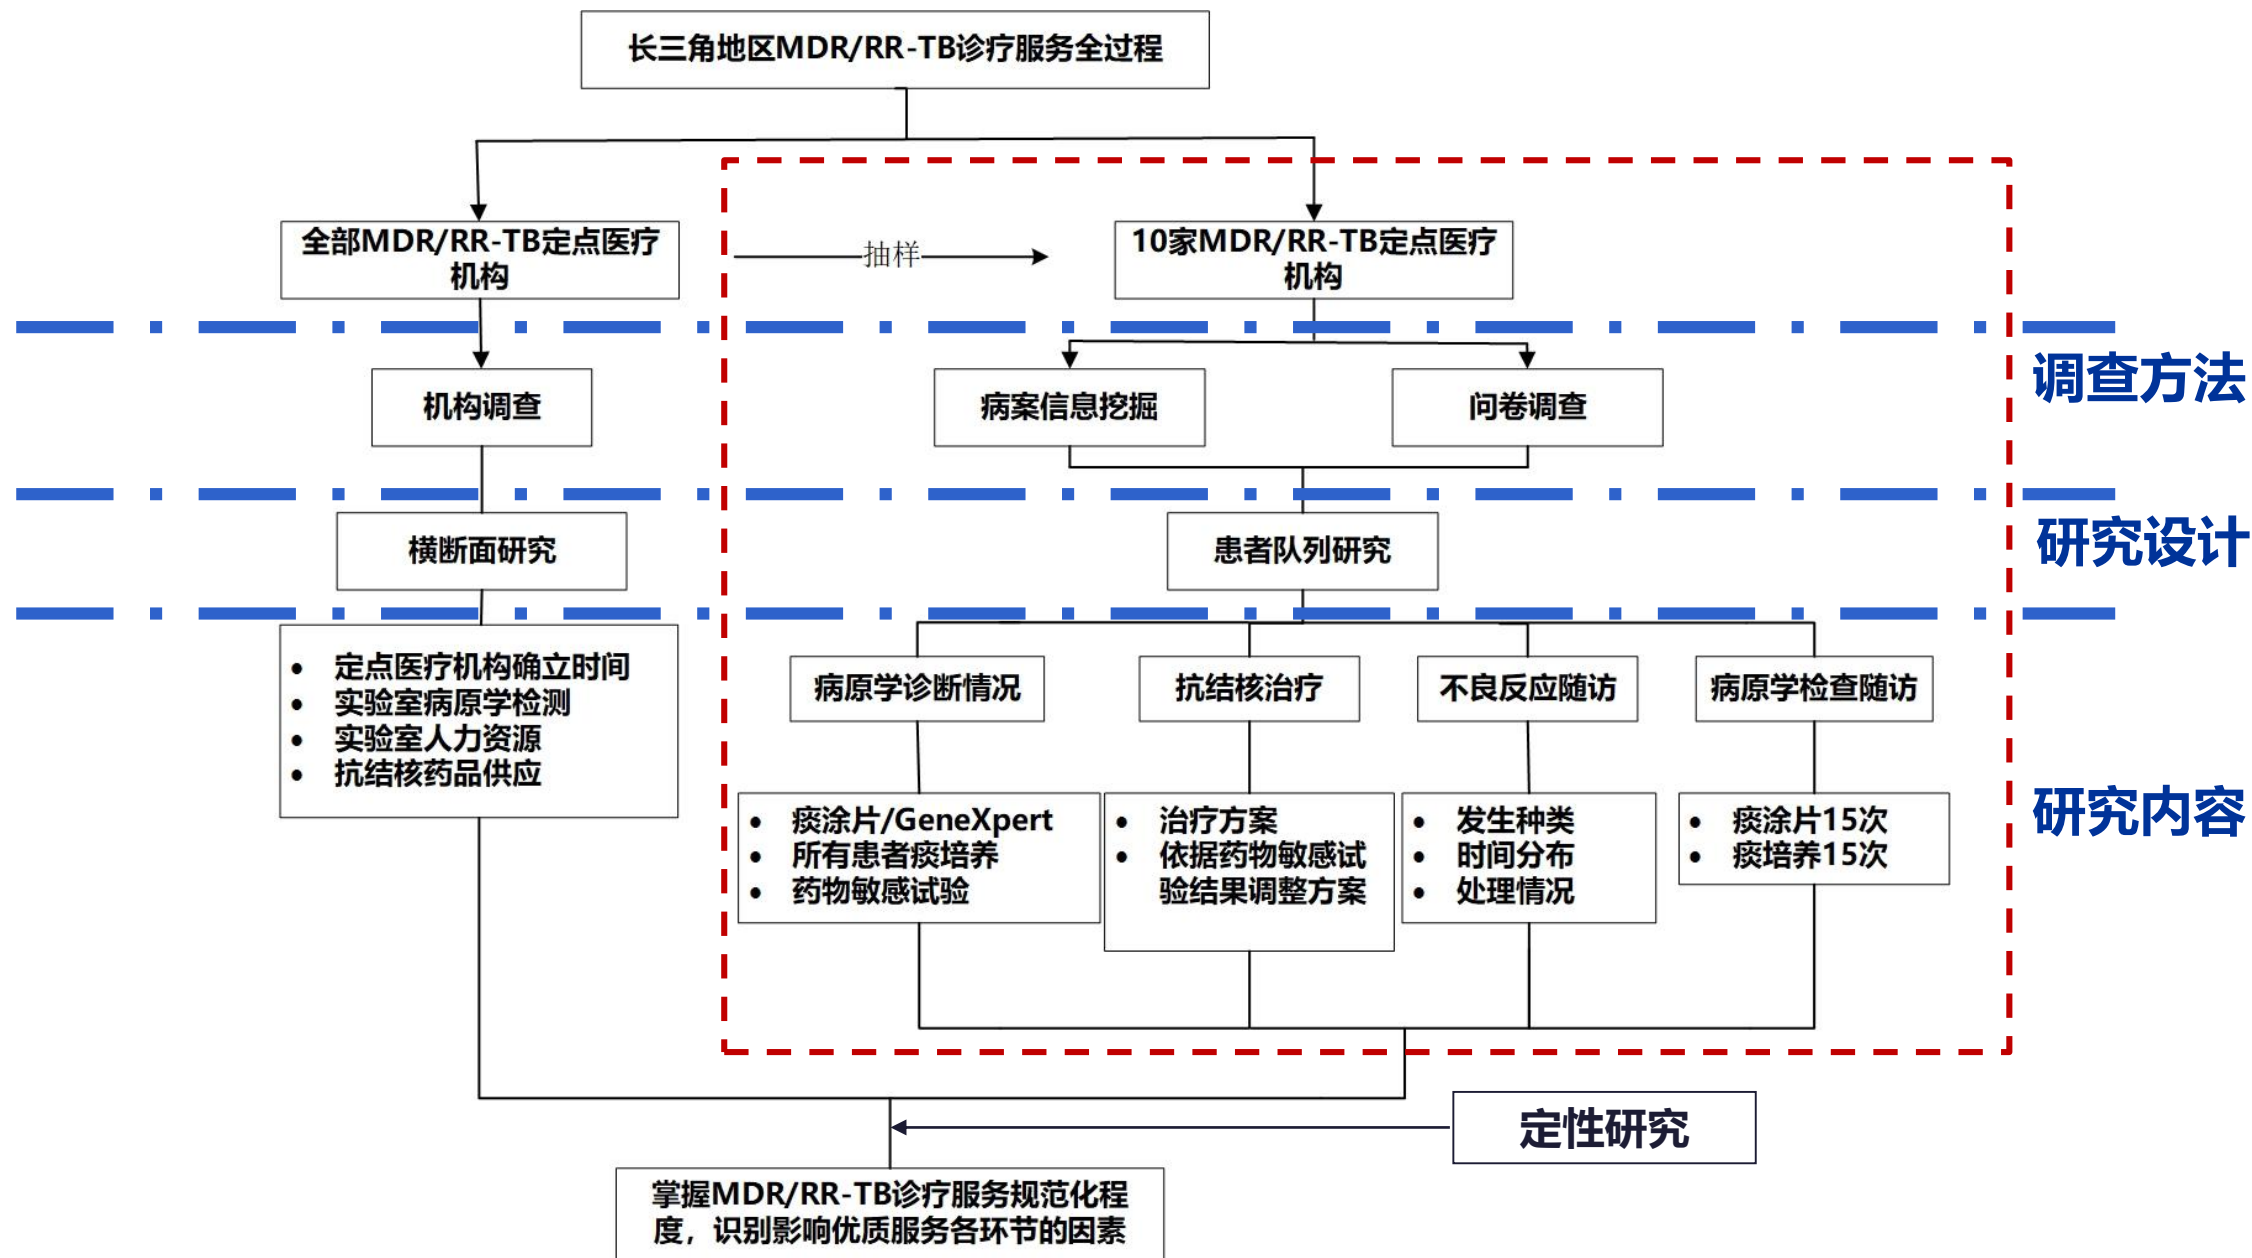 长三角地区MDR/RR-TB诊疗服务全过程
全部MDR/RR-TB定点医疗
机构
抽样
10家MDR/RR-TB定点医疗
机构
调查方法
机构调查
病案信息挖掘
问卷调查
研究设计
横断面研究
患者队列研究
研究内容
• 定点医疗机构确立时间
• 实验室病原学检测
• 实验室人力资源
• 抗结核药品供应
病原学诊断情况
抗结核治疗
不良反应随访
病原学检查随访
• 痰涂片/GeneXpert
• 所有患者痰培养
• 药物敏感试验
• 治疗方案
• 依据药物敏感试
验结果调整方案
• 发生种类
• 时间分布
• 处理情况
• 痰涂片15次
• 痰培养15次
定性研究
掌握MDR/RR-TB诊疗服务规范化程
度，识别影响优质服务各环节的因素